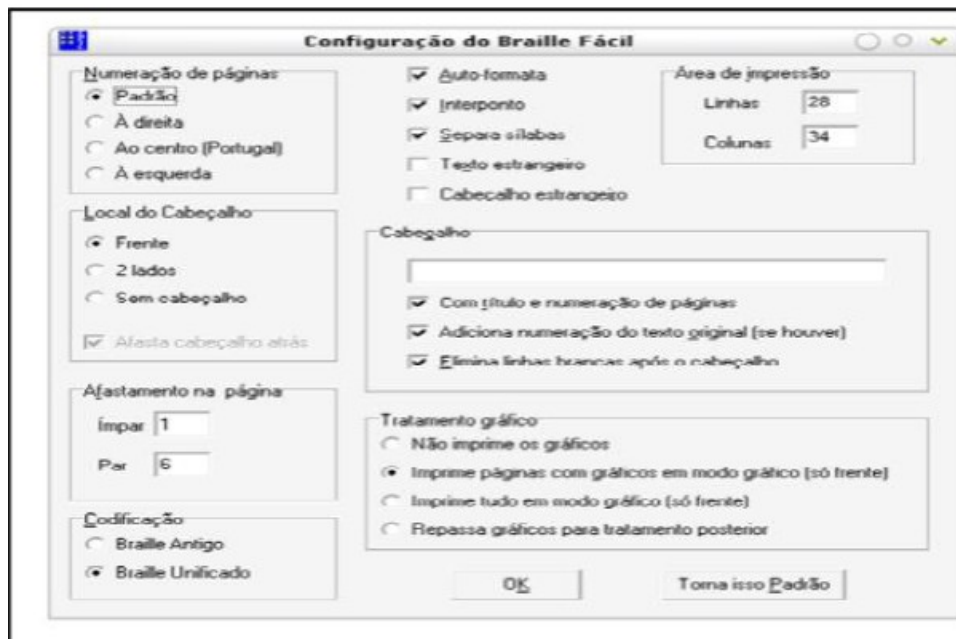 Configuração do Braille Fácil
Numeração de páginas
Padrão
À direita
Ao centro (Portugal)
À esquerda
Auto-formata
Interponto
Separa sílabas
Texto estrangeiro
Cabeçalho estrangeiro
Área de impressão
Linhas 28
Colunas 34
Local do Cabeçalho
Frente
2 lados
Sem cabeçalho
Afasta cabeçalho atrás
Cabeçalho
Com título e numeração de páginas
Adiciona numeração do texto original (se houver)
Elimina linhas brancas após o cabeçalho
Afastamento na página
Ímpar 1
Par 6
Tratamento gráfico
Não imprime os gráficos
Imprime páginas com gráficos em modo gráfico (só frente)
Imprime tudo em modo gráfico (só frente)
Repassa gráficos para tratamento posterior
Codificação
Braille Antigo
Braille Unificado
OK
Torna isso Padrão